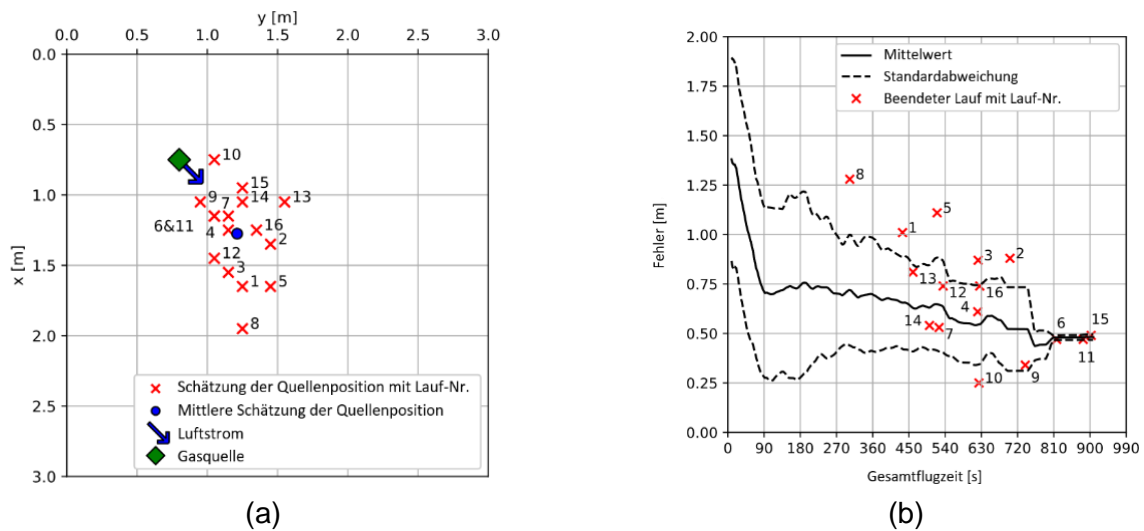 y [m]
0.0 0.5 1.0 1.5 2.0 2.5 3.0
0.0
0.5
1.0
1.5
2.0
2.5
3.0
x [m]
10
15
9 7 14 13
6&11 4 16
2
12
3
1 5
8
Schätzung der Quellenposition mit Lauf-Nr.
Mittlere Schätzung der Quellenposition
Luftstrom
Gasquelle
(a)
2.00
1.75
1.50
1.25
1.00
0.75
0.50
0.25
0.00
Fehler [m]
Mittelwert
Standardabweichung
Beendeter Lauf mit Lauf-Nr.
8
5
1
3 2
13
12 16
4
14 7
6 15
11
10 9
0 90 180 270 360 450 540 630 720 810 900 990
Gesamtflugzeit [s]
(b)